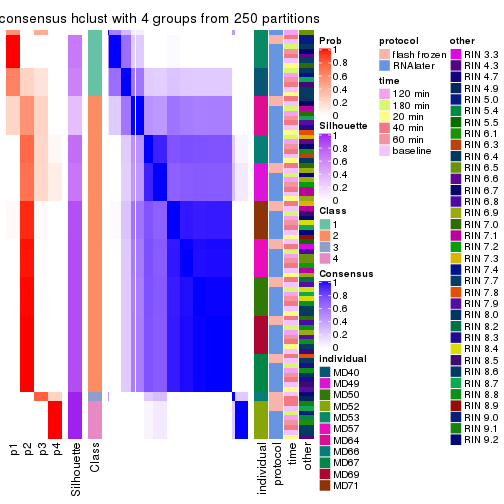 consensus hclust with 4 groups from 250 partitions
p1
p2
p3
p4
Silhouette
Class
individual
protocol
time
other
Prob
1
0.8
0.6
0.4
0.2
0
Silhouette
1
0.8
0.6
0.4
0.2
0
Class
1
2
3
4
Consensus
1
0.8
0.6
0.4
0.2
0
individual
MD40
MD49
MD50
MD52
MD53
MD57
MD64
MD66
MD67
MD69
MD71
protocol
flash frozen
RNAlater
time
120 min
180 min
20 min
40 min
60 min
baseline
other
RIN 3.3
RIN 4.3
RIN 4.7
RIN 4.9
RIN 5.0
RIN 5.4
RIN 5.5
RIN 6.1
RIN 6.3
RIN 6.4
RIN 6.5
RIN 6.6
RIN 6.7
RIN 6.8
RIN 6.9
RIN 7.0
RIN 7.1
RIN 7.2
RIN 7.3
RIN 7.4
RIN 7.7
RIN 7.8
RIN 7.9
RIN 8.0
RIN 8.2
RIN 8.3
RIN 8.4
RIN 8.5
RIN 8.6
RIN 8.7
RIN 8.8
RIN 8.9
RIN 9.0
RIN 9.1
RIN 9.2